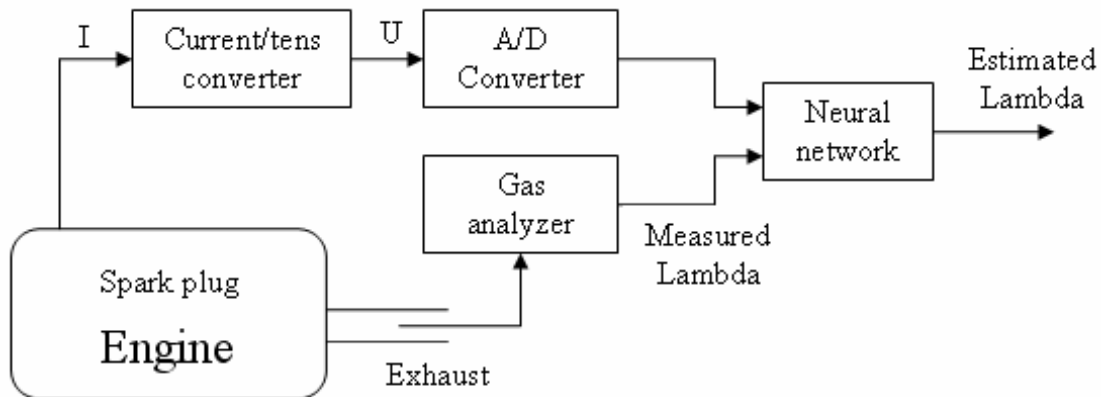 I
Current/tens
converter
U
A/D
Converter
Estimated
Lambda
Neural
network
Gas
analyzer
Measured
Lambda
Spark plug
Engine
Exhaust